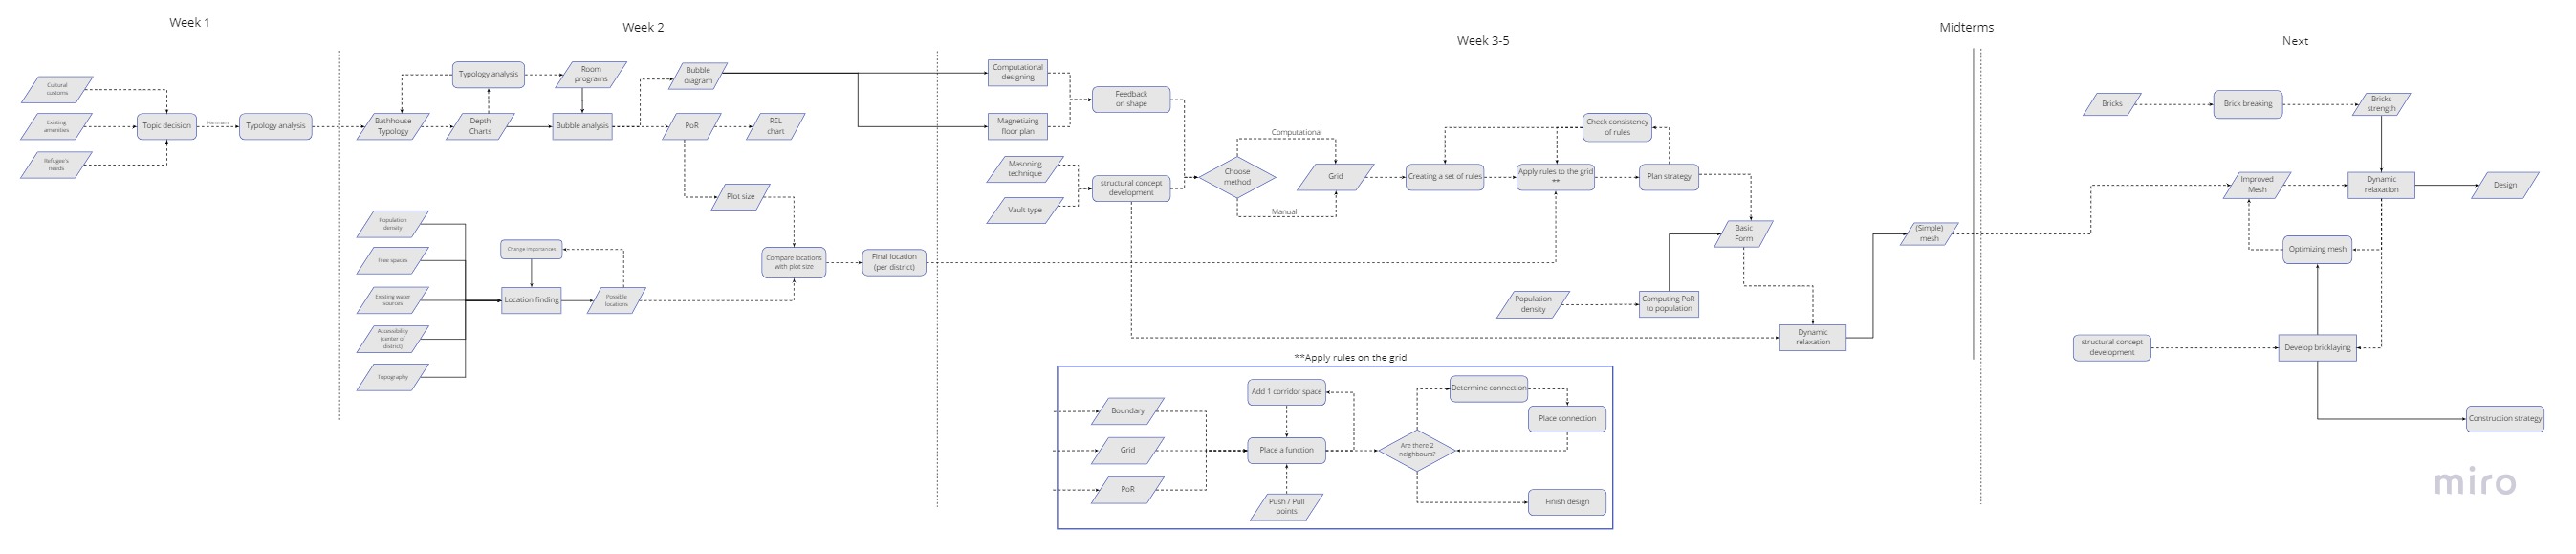 Week 1
Week 2
Week 3-5
Midterms
Next
Cultural
customs
Existing
amenities
Refugee's
needs
Topic decision
Typology analysis
Typology analysis
Room
programs
Bathhouse
Typology
Depth
Charts
Bubble analysis
Bubble
diagram
PoR
REL
chart
Plot size
Population
density
Free spaces
Existing water
sources
Accessibility
(center of
district)
Topography
Change importances
Location finding
Possible
locations
Compare locations
with plot size
Final location
(per district)
Computational
designing
Magnetizing
floor plan
Feedback
on shape
Masoning
technique
Vault type
structural concept
development
Choose
method
Computational
Manual
Grid
Creating a set of rules
Apply rules to the grid
**
Check consistency
of rules
Plan strategy
Basic
Form
Population
density
Computing PoR
to population
Dynamic
relaxation
(Simple)
mesh
**Apply rules on the grid
Boundary
Grid
PoR
Add 1 corridor space
Place a function
Push / Pull
points
Are there 2
neighbours?
Determine connection
Place connection
Finish design
Bricks
Brick breaking
Bricks
strength
Improved
Mesh
Dynamic
relaxation
Design
Optimizing mesh
structural concept
development
Develop bricklaying
Construction strategy
miro